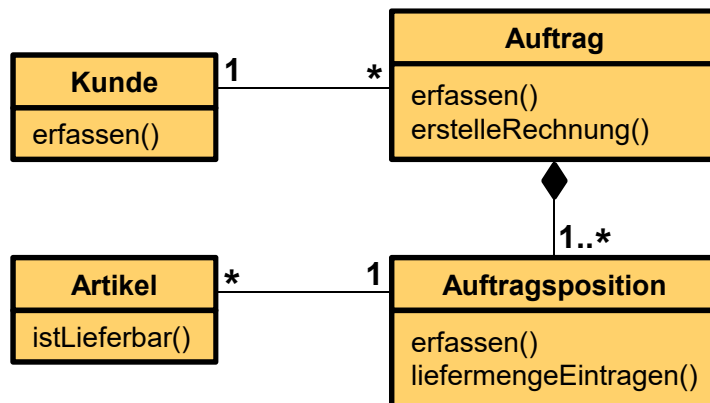 Kunde
erfassen()
1
*
Auftrag
erfassen()
erstelleRechnung()
1..*
Artikel
istLieferbar()
*
1
Auftragsposition
erfassen()
liefermengeEintragen()